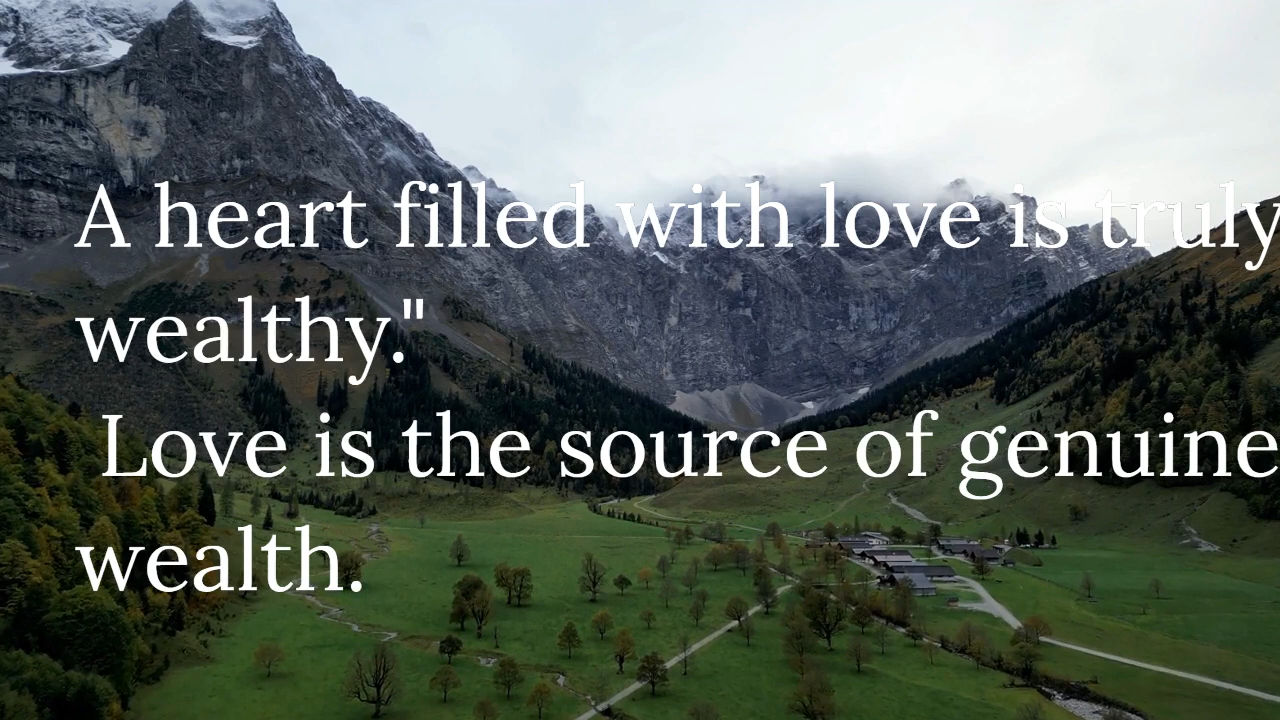 A heart filled with love is truly
wealthy."
Love is the source of genuine
wealth.